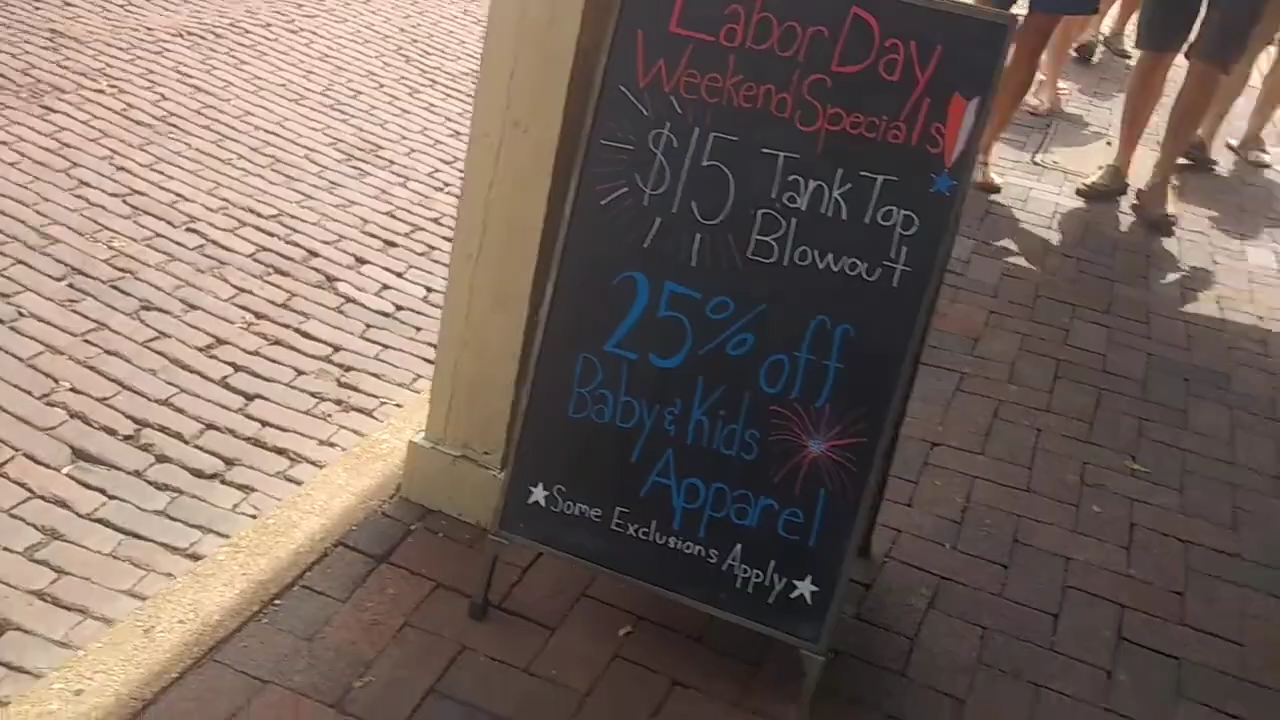 Labor Day
Weekend Specials!
$15 Tank Top
Blowout
25% off
Baby & Kids
Apparel
★Some Exclusions Apply★